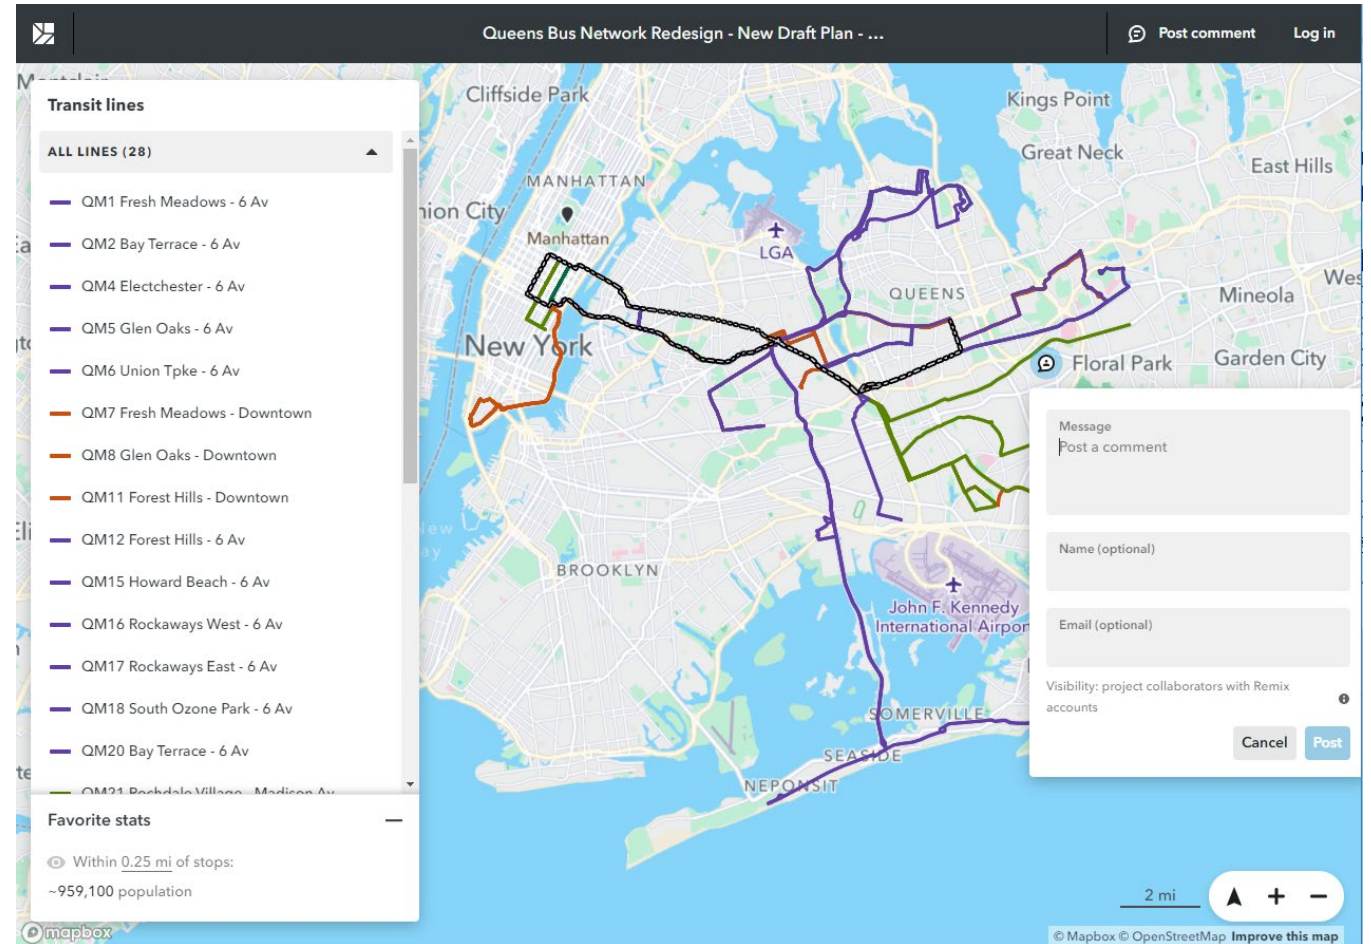 Queens Bus Network Redesign - New Draft Plan - ...
Post comment
Log in
Transit lines
ALL LINES (28)
QM1 Fresh Meadows - 6 Av
QM2 Bay Terrace - 6 Av
QM4 Electchester - 6 Av
QM5 Glen Oaks - 6 Av
QM6 Union Tpke - 6 Av
QM7 Fresh Meadows - Downtown
QM8 Glen Oaks - Downtown
QM11 Forest Hills - Downtown
QM12 Forest Hills - 6 Av
QM15 Howard Beach - 6 Av
QM16 Rockaways West - 6 Av
QM17 Rockaways East - 6 Av
QM18 South Ozone Park - 6 Av
QM20 Bay Terrace - 6 Av
QM21 Rochdale Village - Madison Av
Favorite stats
Within 0.25 mi of stops:
~959,100 population
mapbox
Cliffside Park
Kings Point
Great Neck
East Hills
MANHATTAN
Manhattan
LGA
QUEENS
Mineola
New York
Floral Park
Garden City
BROOKLYN
John F. Kennedy
International Airport
SOMERVILLE
SEASIDE
NEPONSIT
Message
Post a comment
Name (optional)
Email (optional)
Visibility: project collaborators with Remix
accounts
Cancel
Post
2 mi
© Mapbox © OpenStreetMap Improve this map